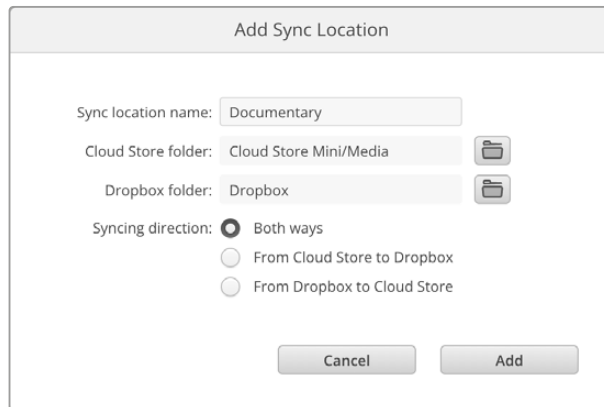 Add Sync Location
Sync location name: Documentary
Cloud Store folder: Cloud Store Mini/Media
Dropbox folder: Dropbox
Syncing direction: Both ways
From Cloud Store to Dropbox
From Dropbox to Cloud Store
Cancel Add